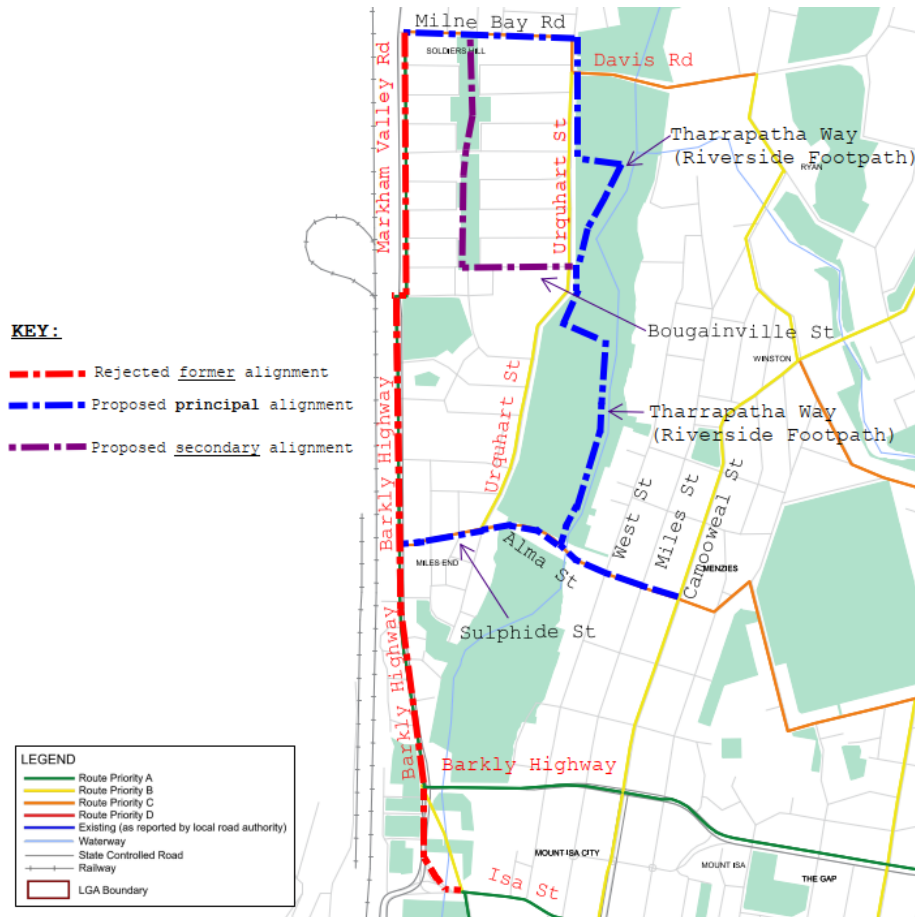 Milne Bay Rd
SOLDIERS HILL
Davis Rd
Markham Valley Rd
Urquhart St
Tharrapatha Way
(Riverside Footpath)
RYAN
Bougainville St
WINSTON
KEY:
Rejected former alignment
Proposed principal alignment
Proposed secondary alignment
Barkly Highway
Urquhart St
Tharrapatha Way
(Riverside Footpath)
West St
Miles St
Camooweal St
MENZIES
Alma St
MILES END
Sulphide St
Barkly Highway
Barkly Highway
LEGEND
Route Priority A
Route Priority B
Route Priority C
Route Priority D
Existing (as reported by local road authority)
Waterway
State Controlled Road
Railway
LGA Boundary
MOUNT ISA CITY
MOUNT ISA
THE GAP
Isa St